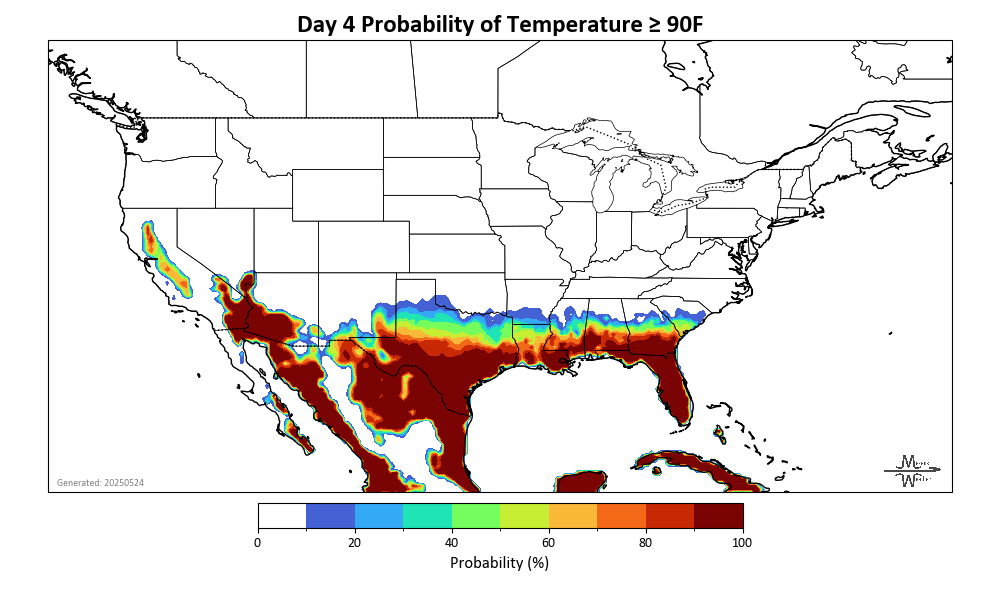 Day 4 Probability of Temperature ≥ 90F
Generated: 20250524
0 20 40 60 80 100
Probability (%)